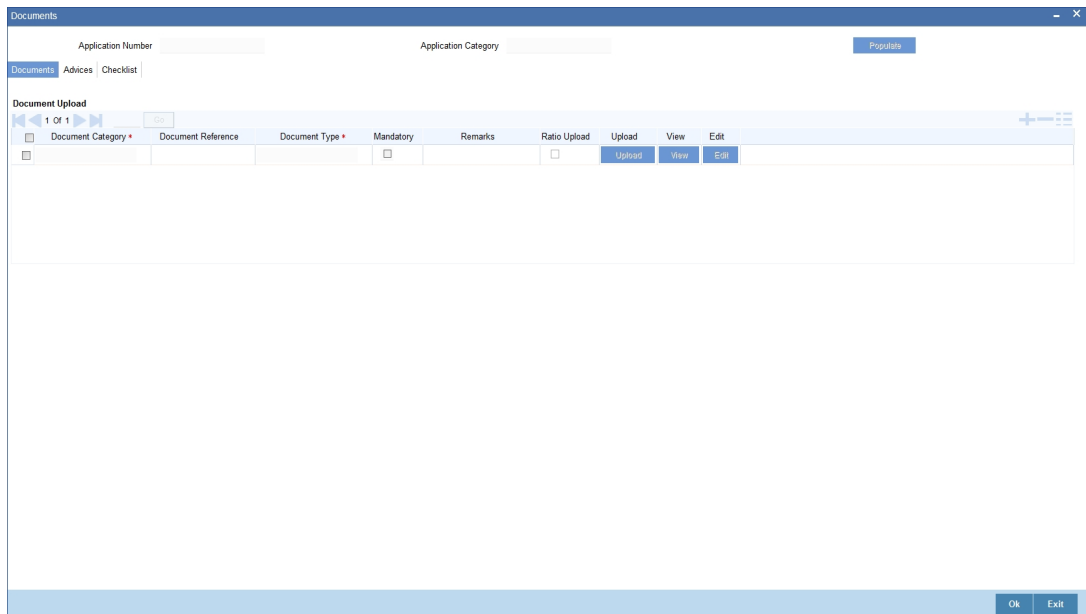 Documents
Application Number Application Category Populate
Documents Advices Checklist
Document Upload
1 Of 1 Go
Document Category * Document Reference Document Type * Mandatory Remarks Ratio Upload Upload View Edit
Upload View Edit
Ok Exit